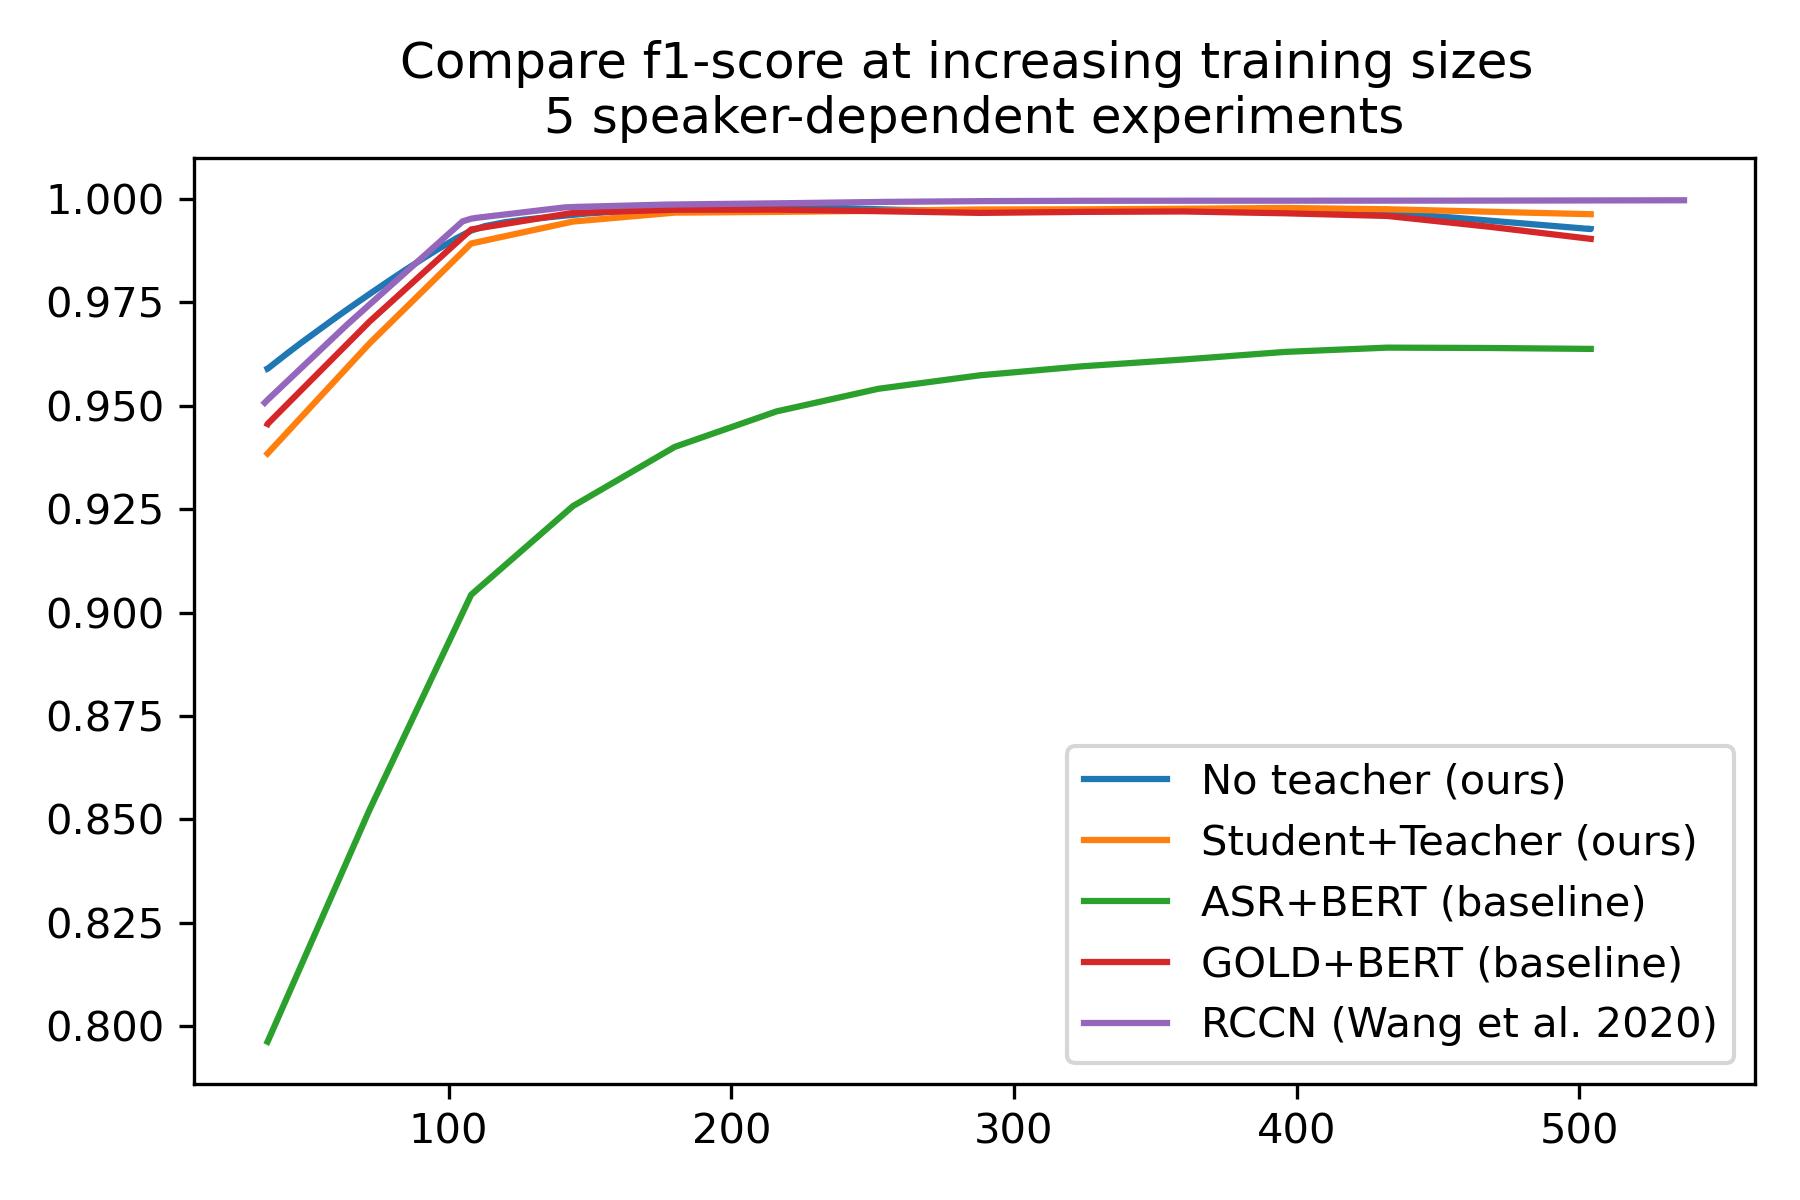 Compare f1-score at increasing training sizes
5 speaker-dependent experiments
1.000
0.975
0.950
0.925
0.900
0.875
0.850
0.825
0.800
No teacher (ours)
Student+Teacher (ours)
ASR+BERT (baseline)
GOLD+BERT (baseline)
RCCN (Wang et al. 2020)
100 200 300 400 500